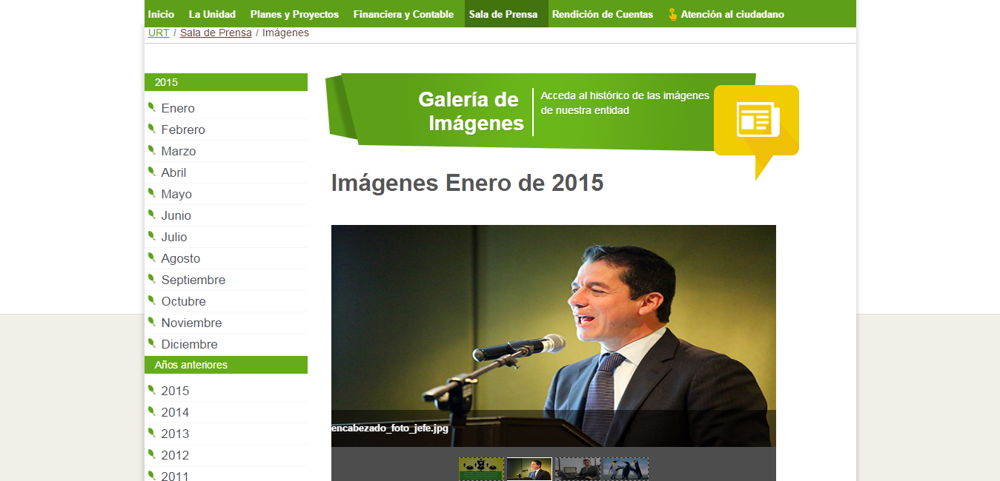 Inicio La Unidad Planes y Proyectos Financiera y Contable Sala de Prensa Rendición de Cuentas Atención al ciudadano
URT / Sala de Prensa / Imágenes
2015
Enero
Febrero
Marzo
Abril
Mayo
Junio
Julio
Agosto
Septiembre
Octubre
Noviembre
Diciembre
Años anteriores
2015
2014
2013
2012
2011
Galería de
Imágenes
Acceda al histórico de las imágenes
de nuestra entidad
Imágenes Enero de 2015
encabezado_foto_jefe.jpg